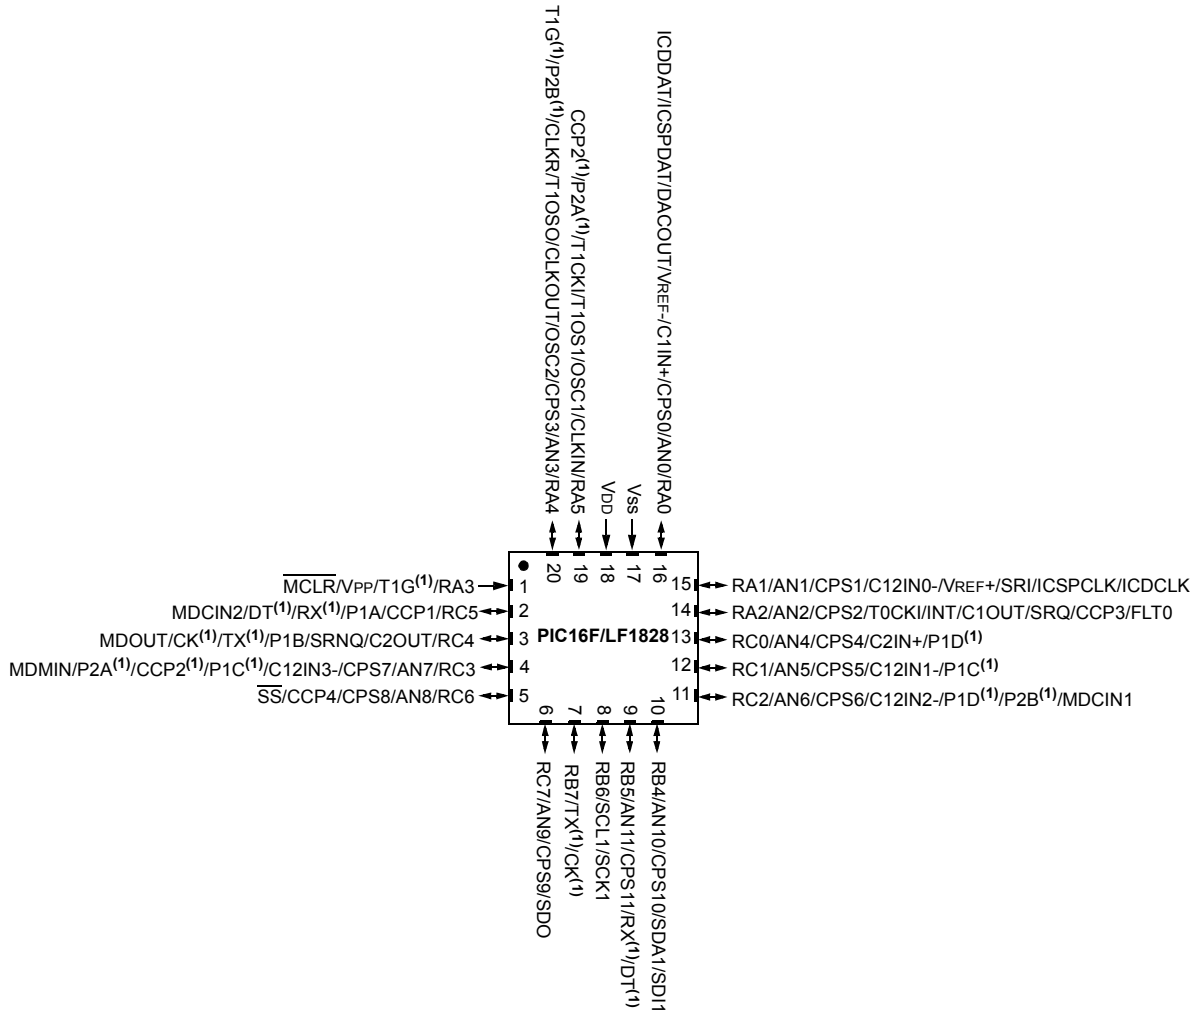 T1G(1)/P2B(1)/CLKR/T1OSO/CLKOUT/OSC2/CPS3/AN3/RA4
CCP2(1)/P2A(1)/T1CKI/T1OS1/OSC1/CLKIN/RA5
VDD
Vss
ICDDAT/ICSPDAT/DACOUT/VREF-/C1IN+/CPS0/AN0/RA0
20
19
18
17
16
MCLR/VPP/T1G(1)/RA3
1
MDCIN2/DT(1)/RX(1)/P1A/CCP1/RC5
2
MDOUT/CK(1)/TX(1)/P1B/SRNQ/C2OUT/RC4
3
MDMIN/P2A(1)/CCP2(1)/P1C(1)/C12IN3-/CPS7/AN7/RC3
4
SS/CCP4/CPS8/AN8/RC6
5
PIC16F/LF1828
15
RA1/AN1/CPS1/C12IN0-/VREF+/SRI/ICSPCLK/ICDCLK
14
RA2/AN2/CPS2/T0CKI/INT/C1OUT/SRQ/CCP3/FLT0
13
RC0/AN4/CPS4/C2IN+/P1D(1)
12
RC1/AN5/CPS5/C12IN1-/P1C(1)
11
RC2/AN6/CPS6/C12IN2-/P1D(1)/P2B(1)/MDCIN1
6
7
8
9
10
RC7/AN9/CPS9/SDO
RB7/TX(1)/CK(1)
RB6/SCL1/SCK1
RB5/AN11/CPS11/RX(1)/DT(1)
RB4/AN10/CPS10/SDA1/SDI1